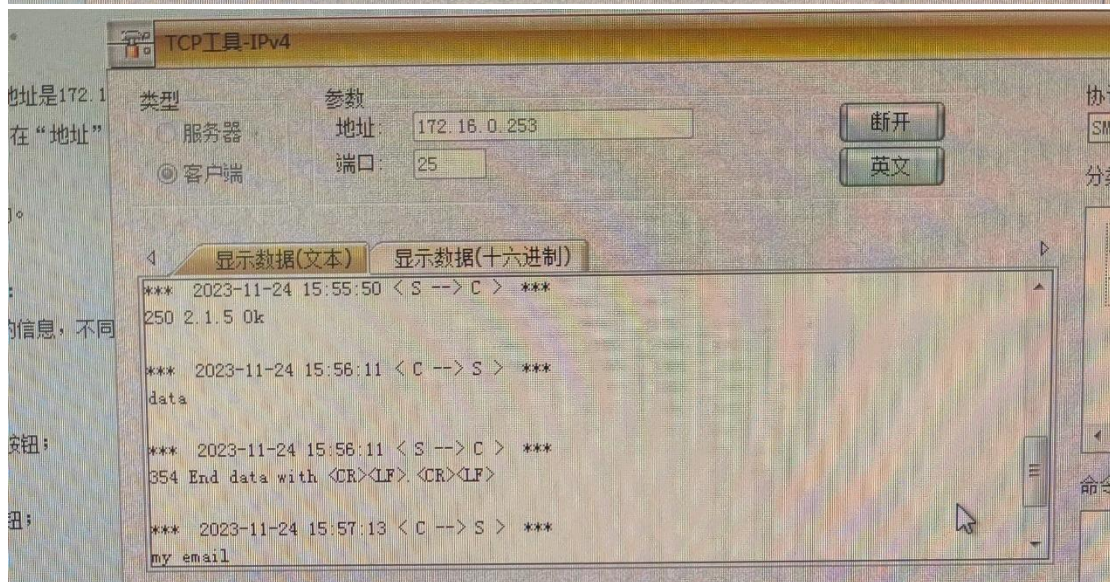 TCP工具-IPv4
地址是172.1
在“地址”
的信息，不同
按钮；
钮；
类型
服务器
客户端
参数
地址： 172.16.0.253
端口： 25
断开
英文
显示数据(文本) 显示数据(十六进制)
*** 2023-11-24 15:55:50 < S --> C > ***
250 2.1.5 Ok
*** 2023-11-24 15:56:11 < C --> S > ***
data
*** 2023-11-24 15:56:11 < S --> C > ***
354 End data with <CR><LF>.<CR><LF>
*** 2023-11-24 15:57:13 < C --> S > ***
my email
SM
命令